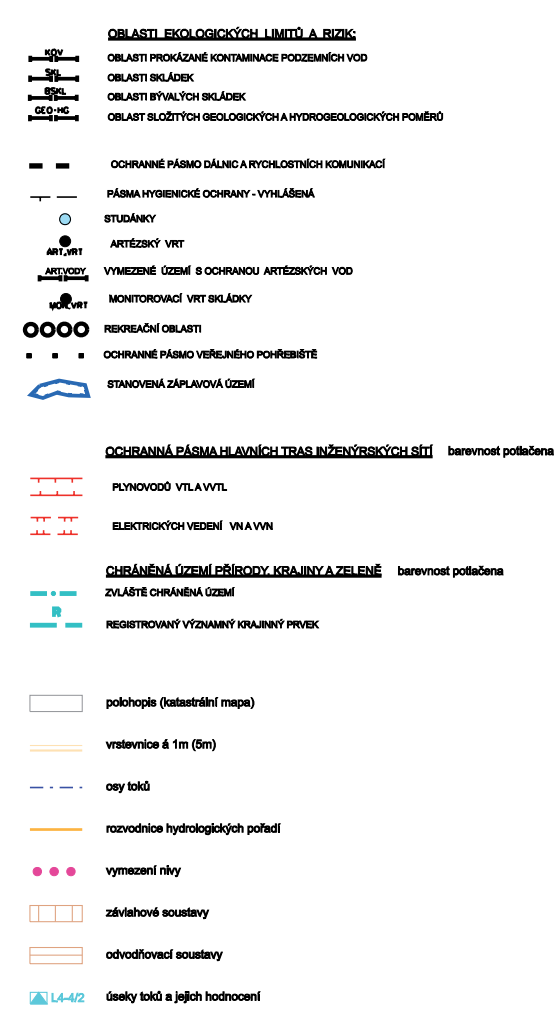 OBLASTI EKOLOGICKÝCH LIMITŮ A RIZIK:
KOV OBLASTI PROKÁZANÉ KONTAMINACE PODZEMNÍCH VOD
SKL OBLASTI SKLÁDEK
BSKL OBLASTI BÝVALÝCH SKLÁDEK
GEO-HG OBLAST SLOŽITÝCH GEOLOGICKÝCH A HYDROGEOLOGICKÝCH POMĚRŮ
OCHRANNÉ PÁSMO DÁLNIC A RYCHLOSTNÍCH KOMUNIKACÍ
PÁSMA HYGIENICKÉ OCHRANY - VYHLÁŠENÁ
STUDÁNKY
ART.VRT ARTÉZSKÝ VRT
ART.VODY VYMEZENÉ ÚZEMÍ S OCHRANOU ARTÉZSKÝCH VOD
MON.VRT MONITOROVACÍ VRT SKLÁDKY
REKREAČNÍ OBLASTI
OCHRANNÉ PÁSMO VEŘEJNÉHO POHŘEBIŠTĚ
STANOVENÁ ZÁPLAVOVÁ ÚZEMÍ
OCHRANNÁ PÁSMA HLAVNÍCH TRAS INŽENÝRSKÝCH SÍTÍ barevnost potlačena
PLYNOVODŮ VTL A VVTL
ELEKTRICKÝCH VEDENÍ VN A VVN
CHRÁNĚNÁ ÚZEMÍ PŘÍRODY, KRAJINY A ZELENĚ barevnost potlačena
ZVLÁŠTĚ CHRÁNĚNÁ ÚZEMÍ
R REGISTROVANÝ VÝZNAMNÝ KRAJINNÝ PRVEK
polohopis (katastrální mapa)
vrstevnice á 1m (5m)
osy toků
rozvodnice hydrologických pořadí
vymezení nivy
závlahové soustavy
odvodňovací soustavy
L4-4/2 úseky toků a jejich hodnocení